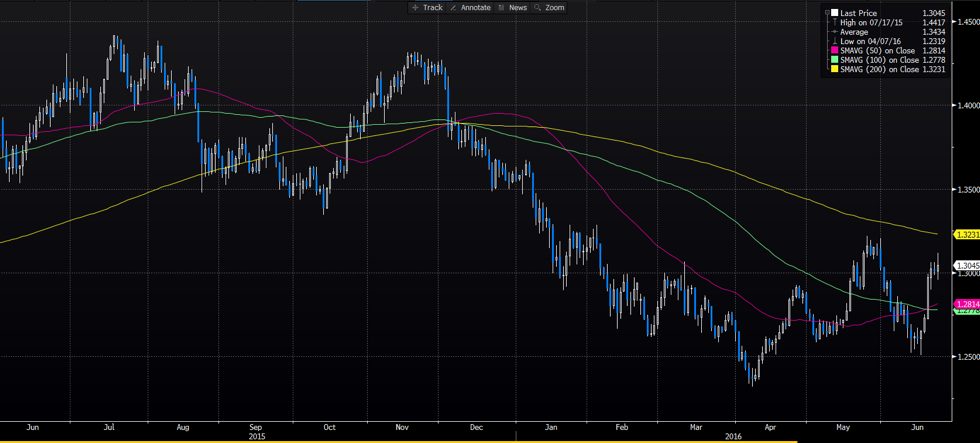 Track Annotate News Zoom
Last Price 1.3045
High on 07/17/15 1.4417
Average 1.3434
Low on 04/07/16 1.2319
SMAVG (50) on Close 1.2814
SMAVG (100) on Close 1.2778
SMAVG (200) on Close 1.3231
1.4500
1.4000
1.3500
1.3231
1.3045
1.3000
1.2814
1.2778
1.2500
Jun Jul Aug Sep Oct Nov Dec Jan Feb Mar Apr May Jun
2015 2016